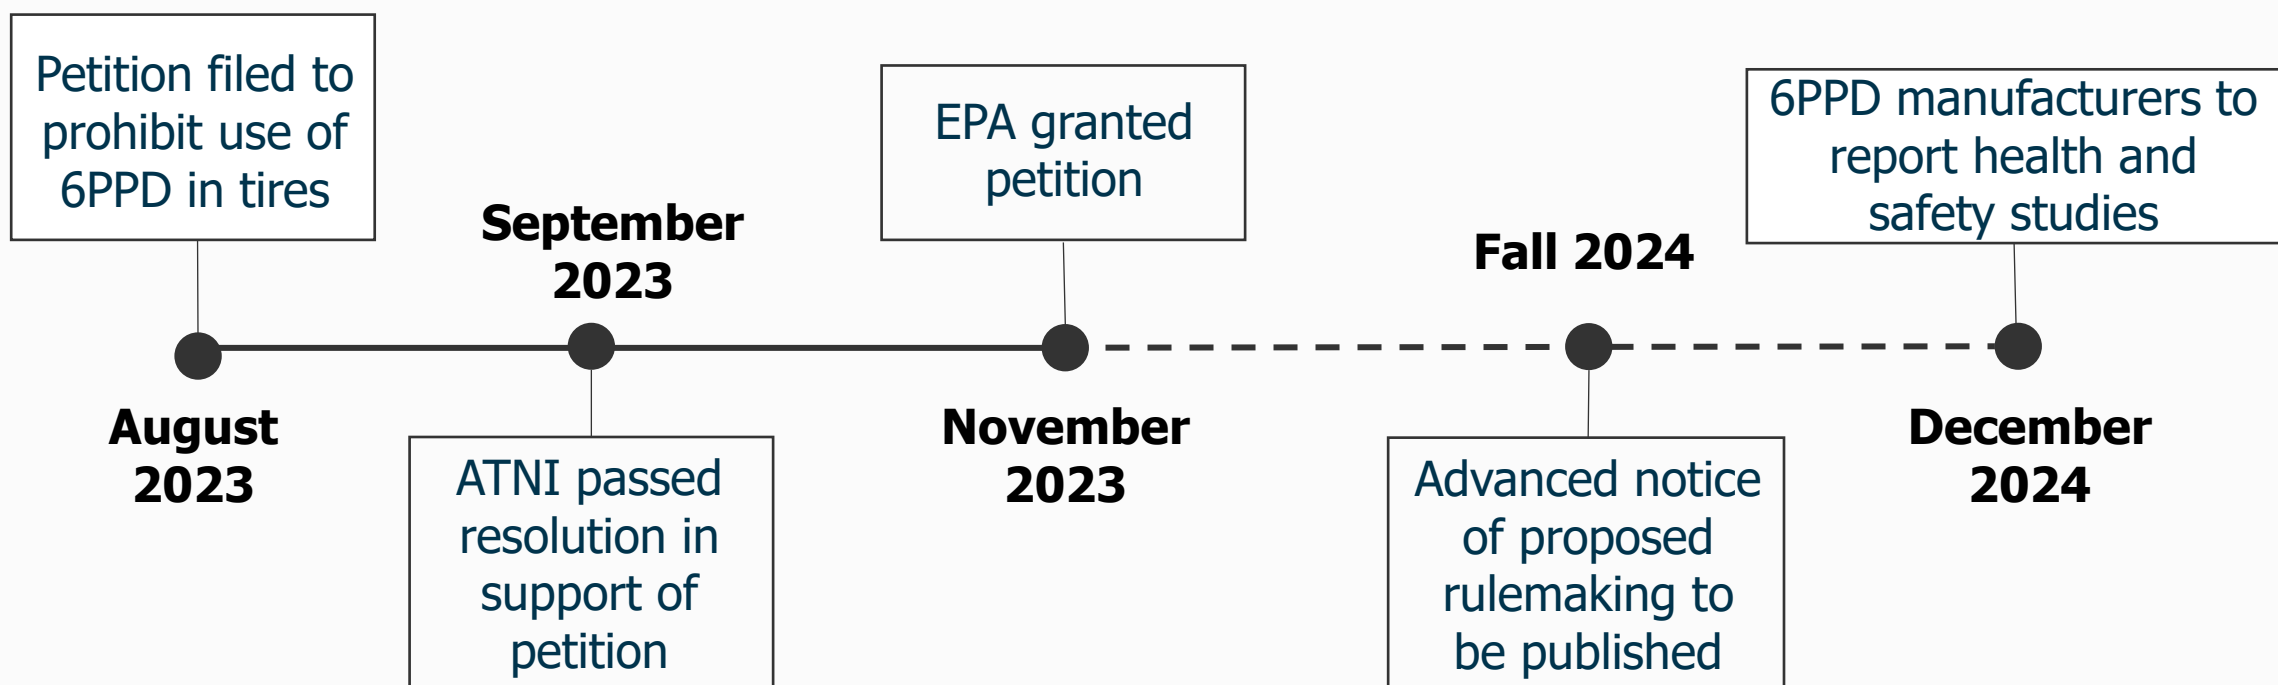 Petition filed to
prohibit use of
6PPD in tires
August
2023
September
2023
ATNI passed
resolution in
support of
petition
EPA granted
petition
November
2023
Fall 2024
Advanced notice
of proposed
rulemaking to
be published
6PPD manufacturers to
report health and
safety studies
December
2024